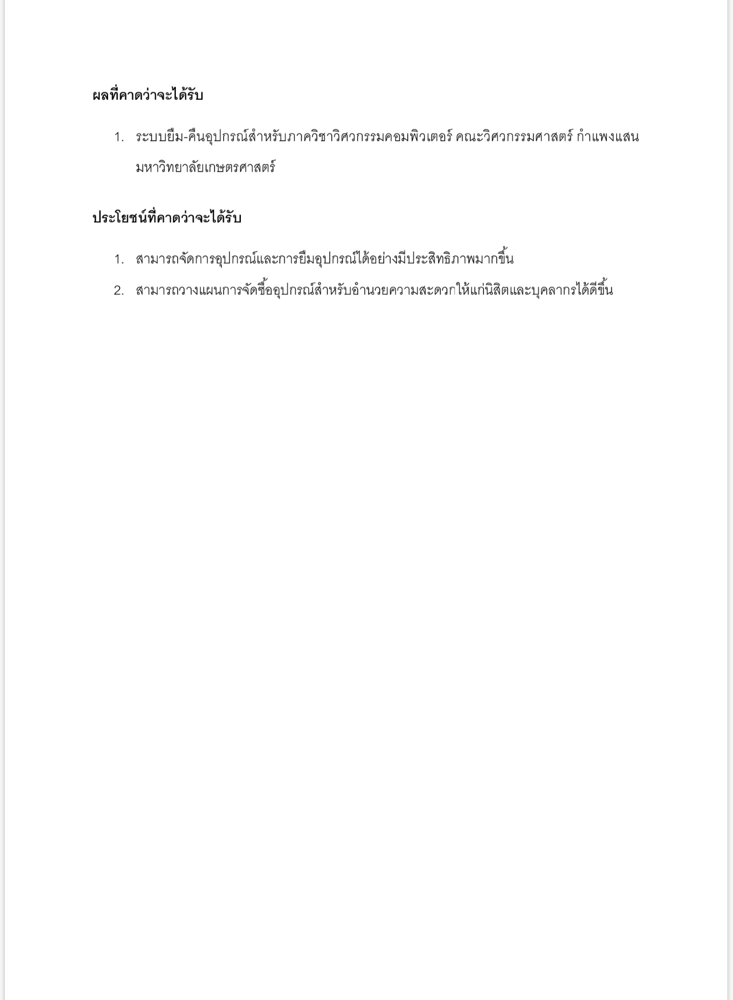 ผลที่คาดว่าจะได้รับ
1. ระบบยืม-คืนอุปกรณ์สำหรับภาควิชาวิศวกรรมคอมพิวเตอร์ คณะวิศวกรรมศาสตร์ กำแพงแสน
มหาวิทยาลัยเกษตรศาสตร์
ประโยชน์ที่คาดว่าจะได้รับ
1. สามารถจัดการอุปกรณ์และการยืมอุปกรณ์ได้อย่างมีประสิทธิภาพมากขึ้น
2. สามารถวางแผนการจัดซื้ออุปกรณ์สำหรับอำนวยความสะดวกให้แก่นิสิตและบุคลากรได้ดีขึ้น